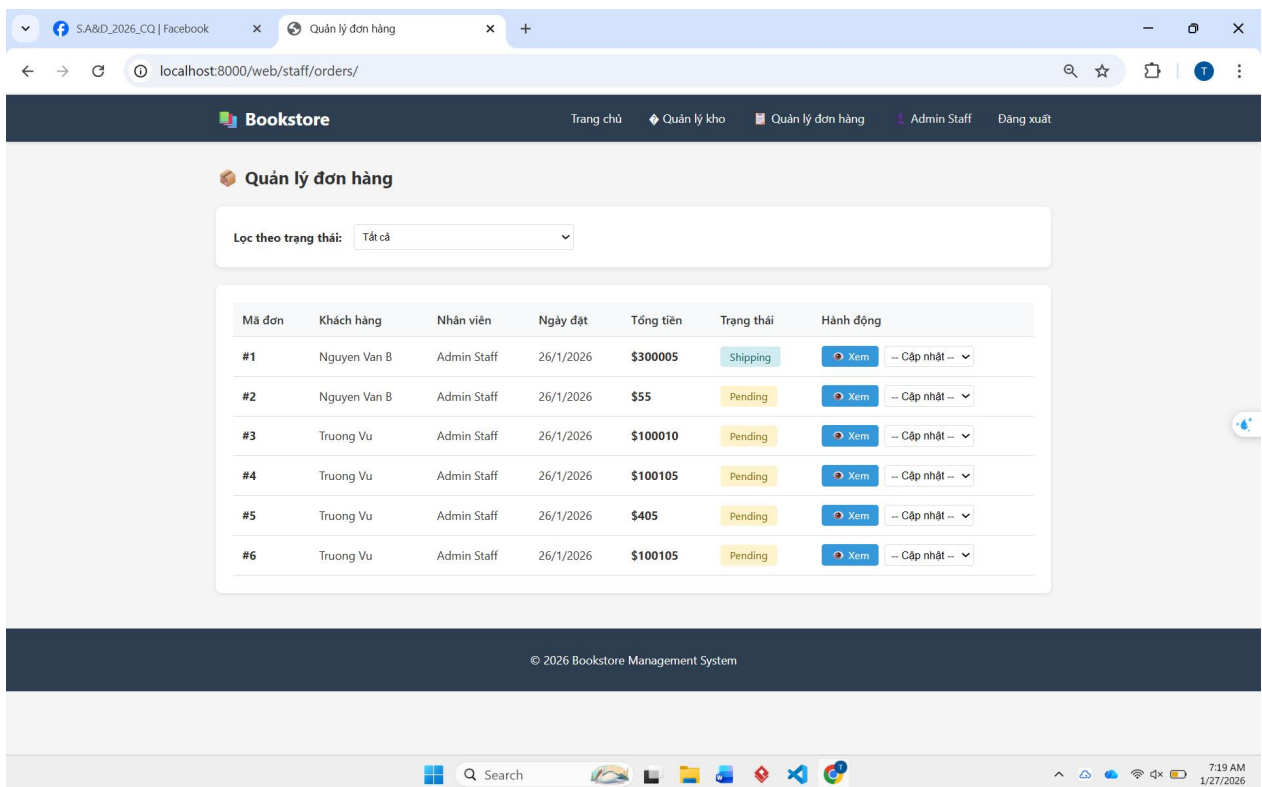 S.A&D_2026_CQ | Facebook
Quản lý đơn hàng
localhost:8000/web/staff/orders/
T
Bookstore
Trang chủ
� Quản lý kho
Quản lý đơn hàng
Admin Staff
Đăng xuất
Quản lý đơn hàng
Lọc theo trạng thái: Tất cả
Mã đơn Khách hàng Nhân viên Ngày đặt Tổng tiền Trạng thái Hành động
#1 Nguyen Van B Admin Staff 26/1/2026 $300005 Shipping Xem -- Cập nhật --
#2 Nguyen Van B Admin Staff 26/1/2026 $55 Pending Xem -- Cập nhật --
#3 Truong Vu Admin Staff 26/1/2026 $100010 Pending Xem -- Cập nhật --
#4 Truong Vu Admin Staff 26/1/2026 $100105 Pending Xem -- Cập nhật --
#5 Truong Vu Admin Staff 26/1/2026 $405 Pending Xem -- Cập nhật --
#6 Truong Vu Admin Staff 26/1/2026 $100105 Pending Xem -- Cập nhật --
© 2026 Bookstore Management System
Search
7:19 AM
1/27/2026